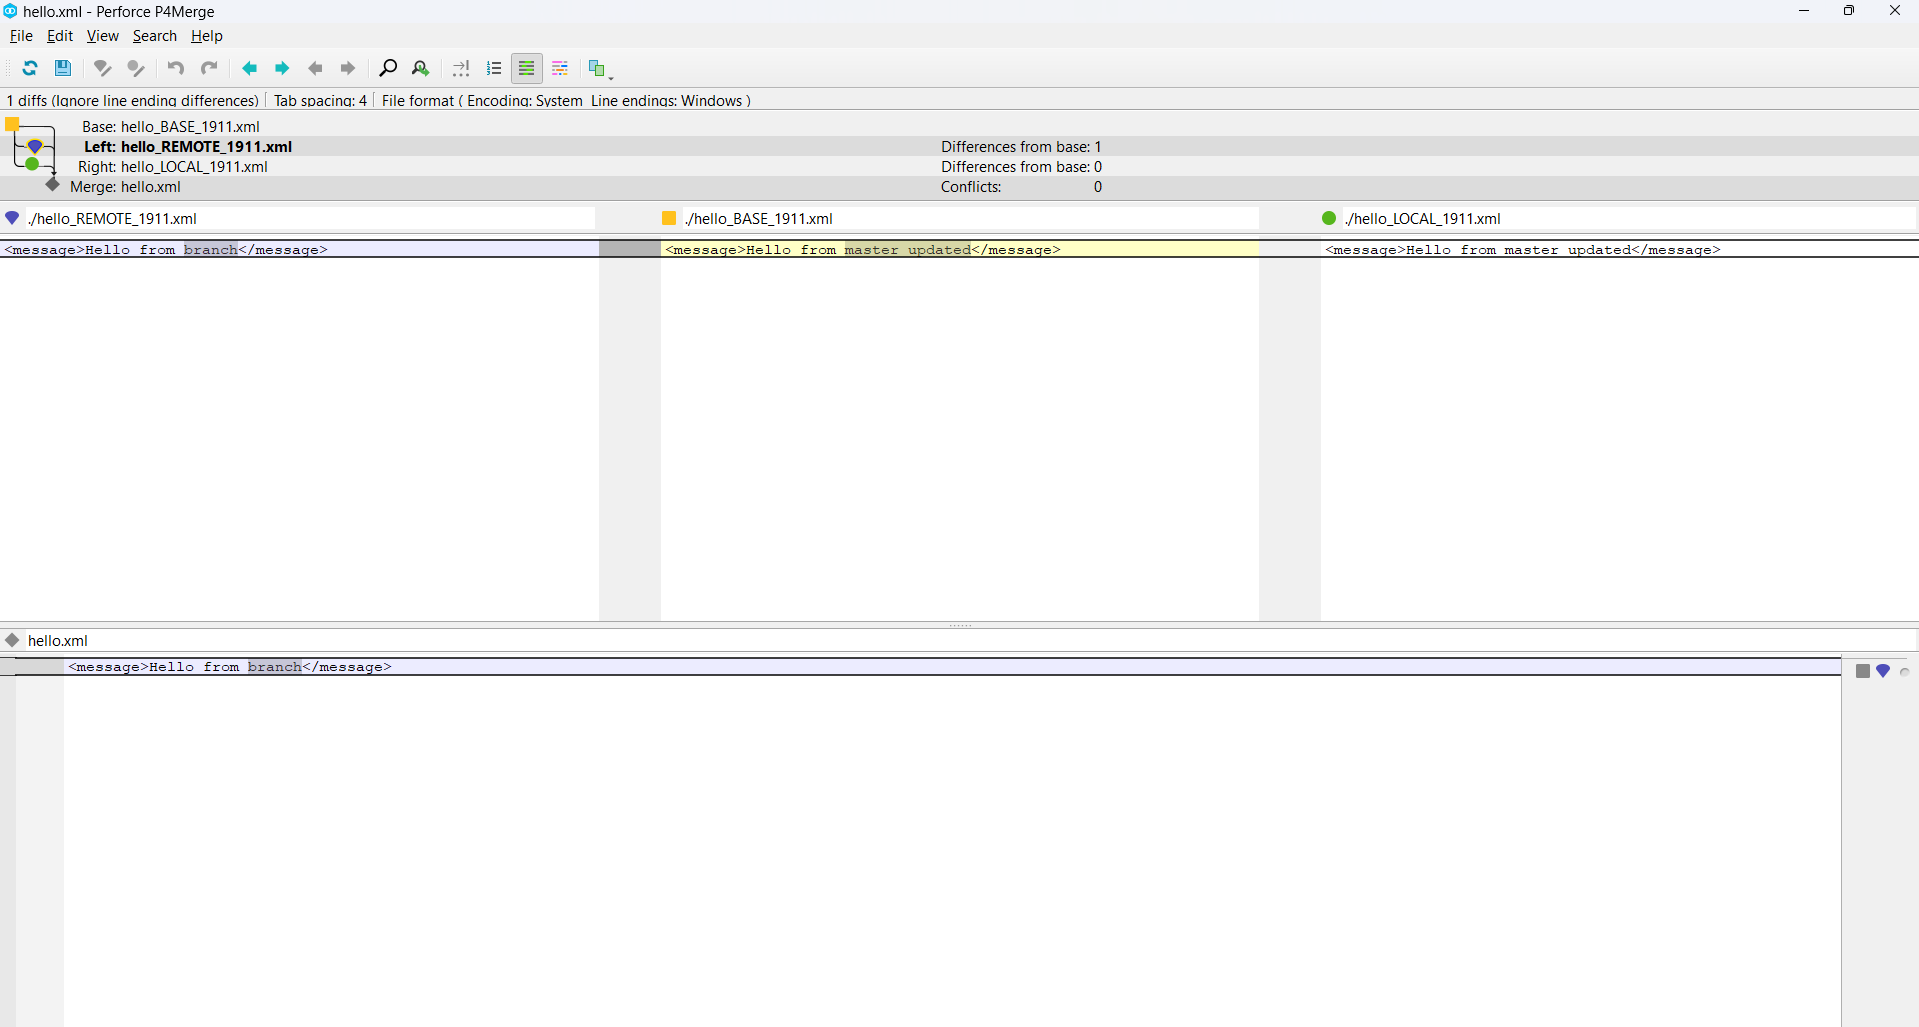 hello.xml - Perforce P4Merge
File Edit View Search Help
1 diffs (Ignore line ending differences) Tab spacing: 4 File format ( Encoding: System Line endings: Windows )
Base: hello_BASE_1911.xml
Left: hello_REMOTE_1911.xml Differences from base: 1
Right: hello_LOCAL_1911.xml Differences from base: 0
Merge: hello.xml Conflicts: 0
./hello_REMOTE_1911.xml ./hello_BASE_1911.xml ./hello_LOCAL_1911.xml
<message>Hello from branch</message> <message>Hello from master updated</message> <message>Hello from master updated</message>
hello.xml
<message>Hello from branch</message>